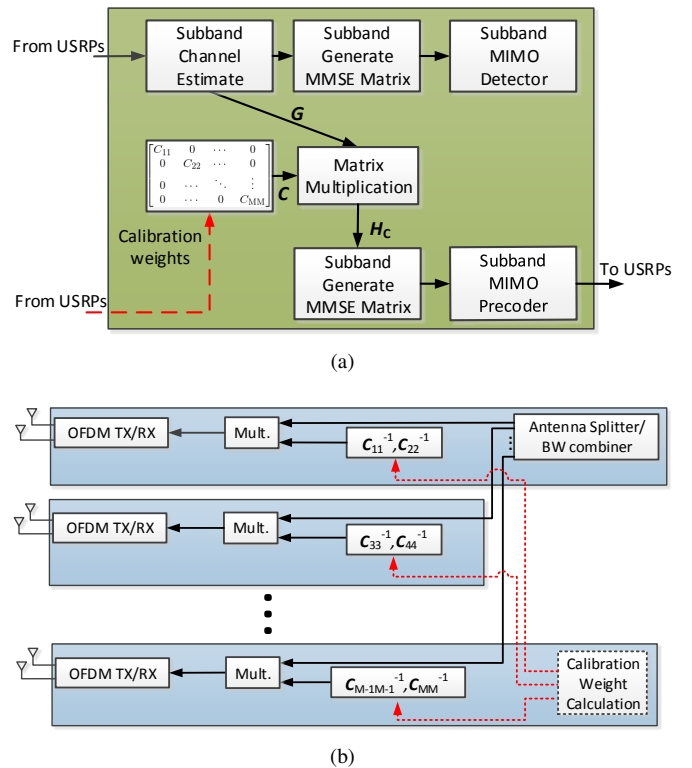 From USRPs
Subband
Channel
Estimate
Subband
Generate
MMSE Matrix
Subband
MIMO
Detector
G
C11 0 ⋯ 0
0 C22 ⋯ 0
0 ⋯ ⋱ ⋮
0 ⋯ 0 CMM
C
Matrix
Multiplication
Calibration
weights
HC
Subband
Generate
MMSE Matrix
Subband
MIMO
Precoder
To USRPs
From USRPs
(a)
OFDM TX/RX
Mult.
C11-1,C22-1
Antenna Splitter/
BW combiner
OFDM TX/RX
Mult.
C33-1,C44-1
OFDM TX/RX
Mult.
CM-1M-1-1,CMM-1
Calibration
Weight
Calculation
(b)